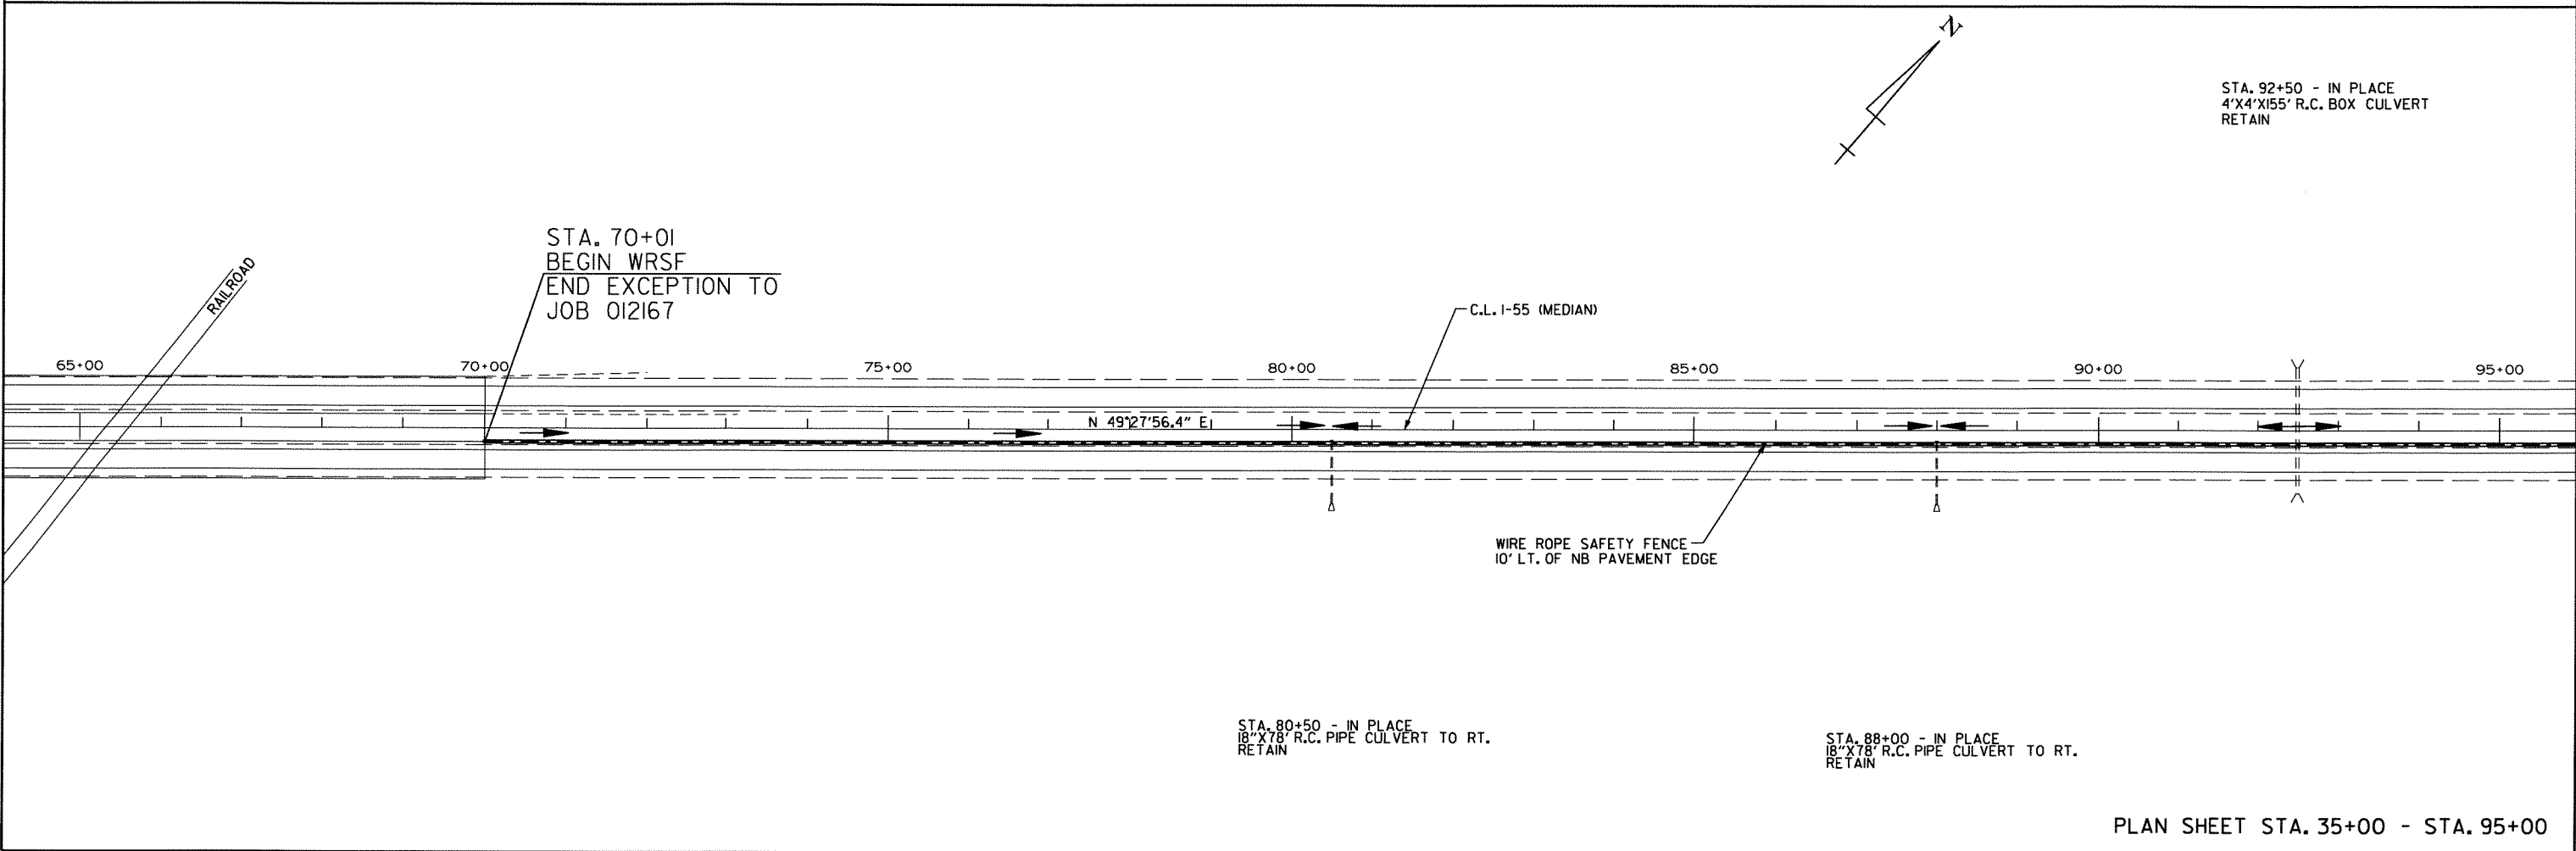 N
STA. 92+50 - IN PLACE
4'X4'X155' R.C. BOX CULVERT
RETAIN
RAILROAD
STA. 70+01
BEGIN WRSF
END EXCEPTION TO
JOB 012167
C.L. I-55 (MEDIAN)
65+00
70+00
75+00
80+00
85+00
90+00
95+00
N 49°27'56.4" E
WIRE ROPE SAFETY FENCE
10' LT. OF NB PAVEMENT EDGE
STA. 80+50 - IN PLACE
18"X78' R.C. PIPE CULVERT TO RT.
RETAIN
STA. 88+00 - IN PLACE
18"X78' R.C. PIPE CULVERT TO RT.
RETAIN
PLAN SHEET STA. 35+00 - STA. 95+00